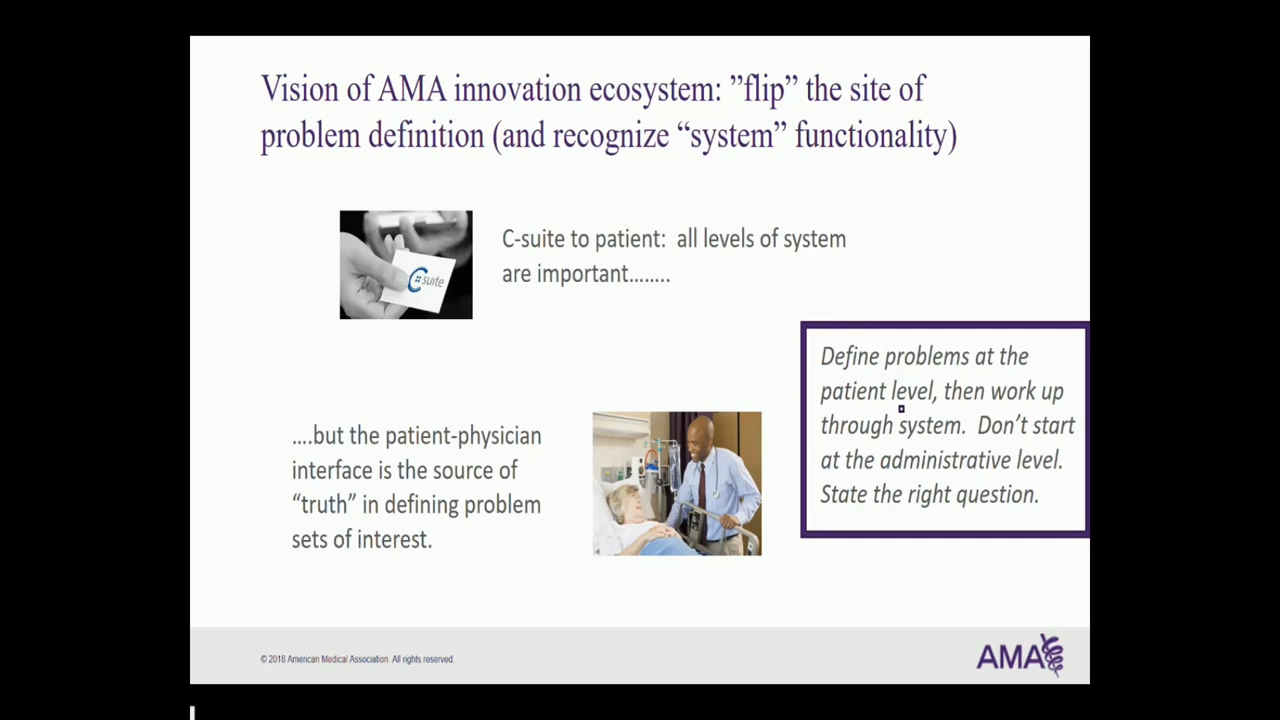 Vision of AMA innovation ecosystem: ”flip” the site of
problem definition (and recognize “system” functionality)
C-suite to patient:  all levels of system
are important........
C suite
Define problems at the
patient level, then work up
through system.  Don’t start
at the administrative level.
State the right question.
....but the patient-physician
interface is the source of
“truth” in defining problem
sets of interest.
© 2018 American Medical Association. All rights reserved.
AMA